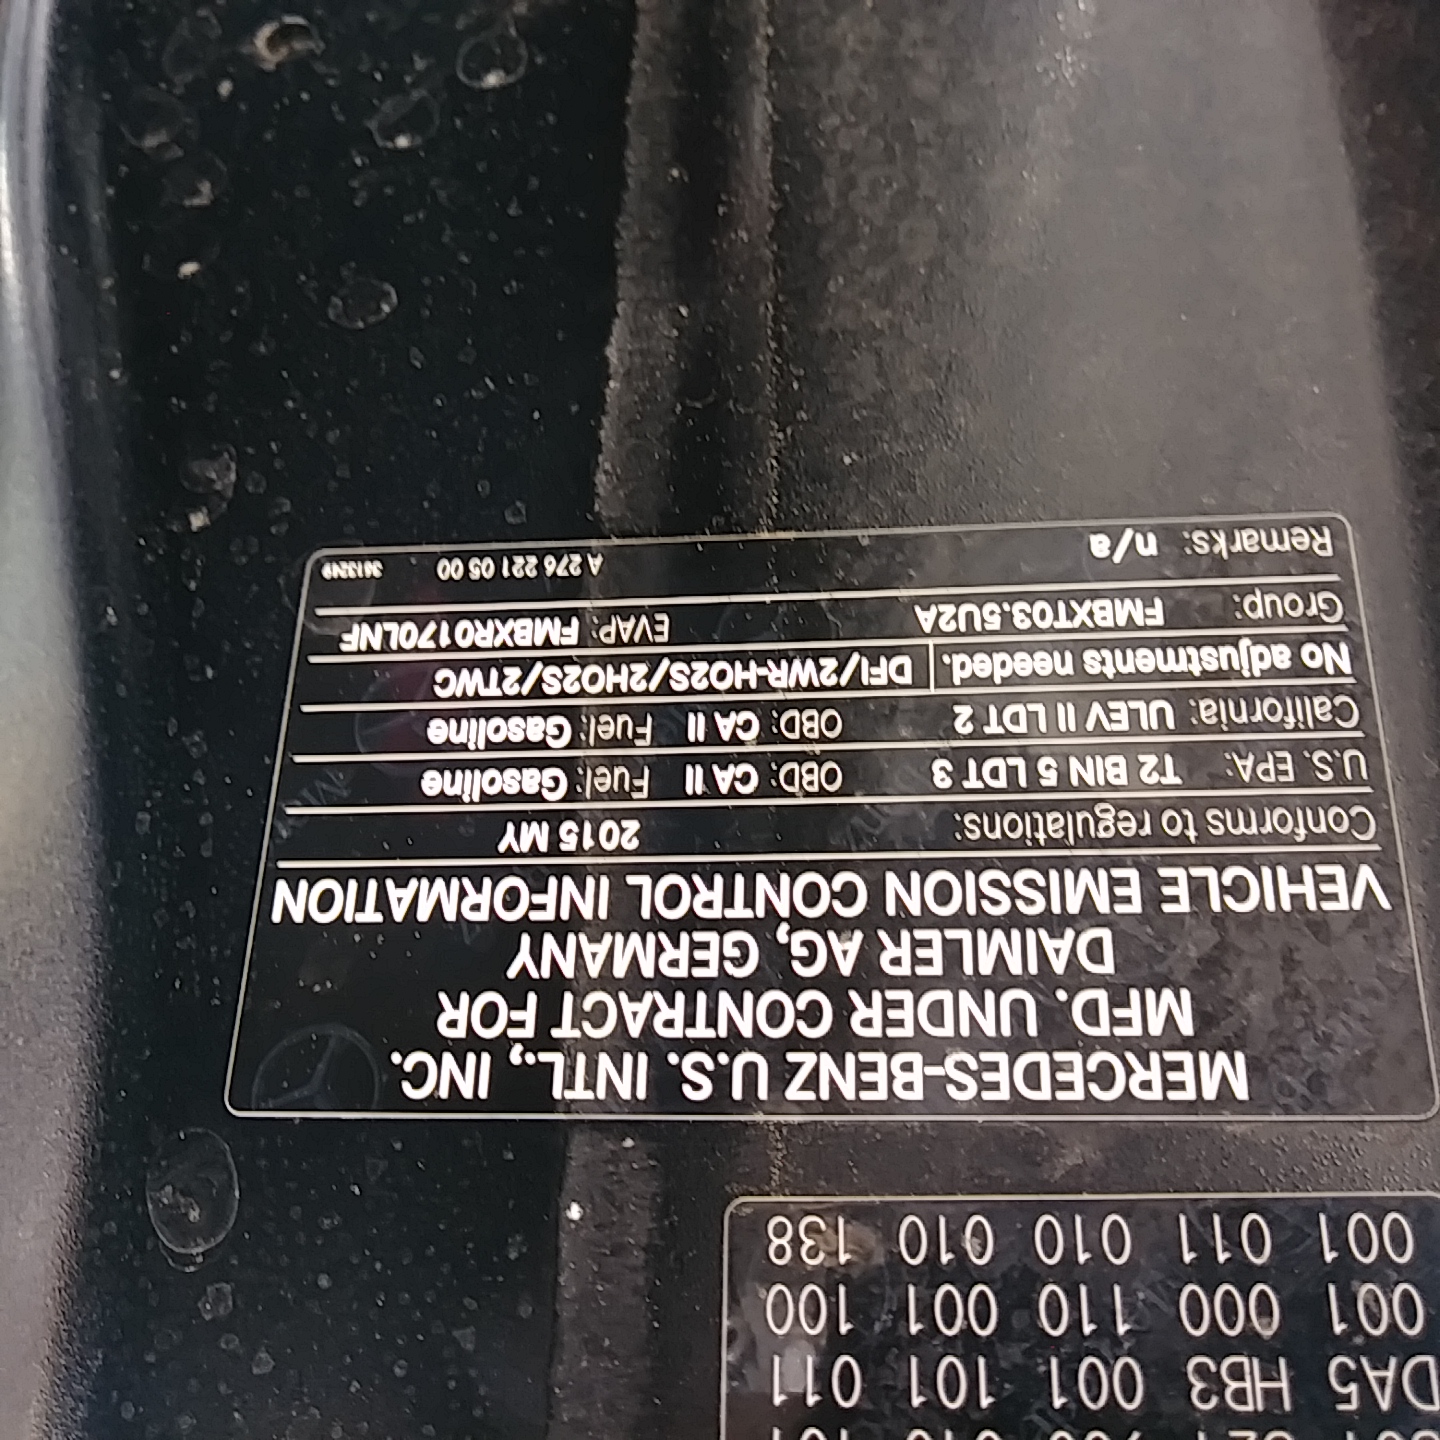 DA5 HB3 001 101 011
001 000 110 001 100
001 011 010 010 138
MERCEDES-BENZ U.S. INTL., INC.
MFD. UNDER CONTRACT FOR
DAIMLER AG, GERMANY
VEHICLE EMISSION CONTROL INFORMATION
Conforms to regulations: 2015 MY
U.S. EPA: T2 BIN 5 LDT 3 OBD: CA II Fuel: Gasoline
California: ULEV II LDT 2 OBD: CA II Fuel: Gasoline
No adjustments needed. DFI/2WR-HO2S/2HO2S/2TWC
Group: FMBXT03.5U2A EVAP: FMBXR0170LNF
Remarks: n/a A 276 221 05 00 3613249